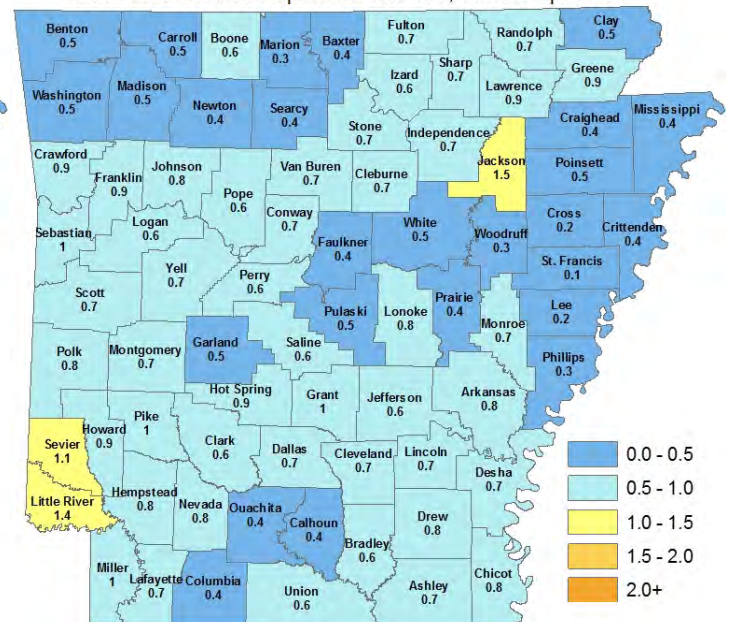 Benton
0.5
Carroll
0.5
Boone
0.6
Marion
0.3
Baxter
0.4
Fulton
0.7
Randolph
0.7
Clay
0.5
Sharp
0.7
Izard
0.6
Greene
0.9
Lawrence
0.9
Washington
0.5
Madison
0.5
Newton
0.4
Searcy
0.4
Stone
0.7
Independence
0.7
Jackson
1.5
Craighead
0.4
Mississippi
0.4
Crawford
0.9
Franklin
0.9
Johnson
0.8
Pope
0.6
Van Buren
0.7
Cleburne
0.7
Poinsett
0.5
Sebastian
1
Logan
0.6
Conway
0.7
Faulkner
0.4
White
0.5
Woodruff
0.3
Cross
0.2
Crittenden
0.4
St. Francis
0.1
Scott
0.7
Yell
0.7
Perry
0.6
Pulaski
0.5
Lonoke
0.8
Prairie
0.4
Monroe
0.7
Lee
0.2
Phillips
0.3
Polk
0.8
Montgomery
0.7
Garland
0.5
Saline
0.6
Hot Spring
0.9
Grant
1
Jefferson
0.6
Arkansas
0.8
Sevier
1.1
Howard
0.9
Pike
1
Clark
0.6
Dallas
0.7
Cleveland
0.7
Lincoln
0.7
Desha
0.7
Little River
1.4
Hempstead
0.8
Nevada
0.8
Ouachita
0.4
Calhoun
0.4
Bradley
0.6
Drew
0.8
Miller
1
Lafayette
0.7
Columbia
0.4
Union
0.6
Ashley
0.7
Chicot
0.8
0.0 - 0.5
0.5 - 1.0
1.0 - 1.5
1.5 - 2.0
2.0+